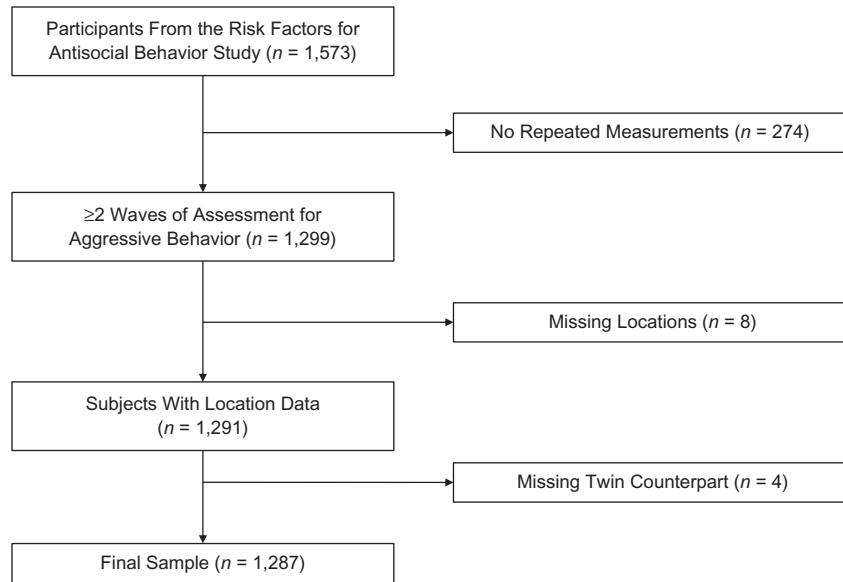 Participants From the Risk Factors for
Antisocial Behavior Study (n = 1,573)
No Repeated Measurements (n = 274)
≥2 Waves of Assessment for
Aggressive Behavior (n = 1,299)
Missing Locations (n = 8)
Subjects With Location Data
(n = 1,291)
Missing Twin Counterpart (n = 4)
Final Sample (n = 1,287)